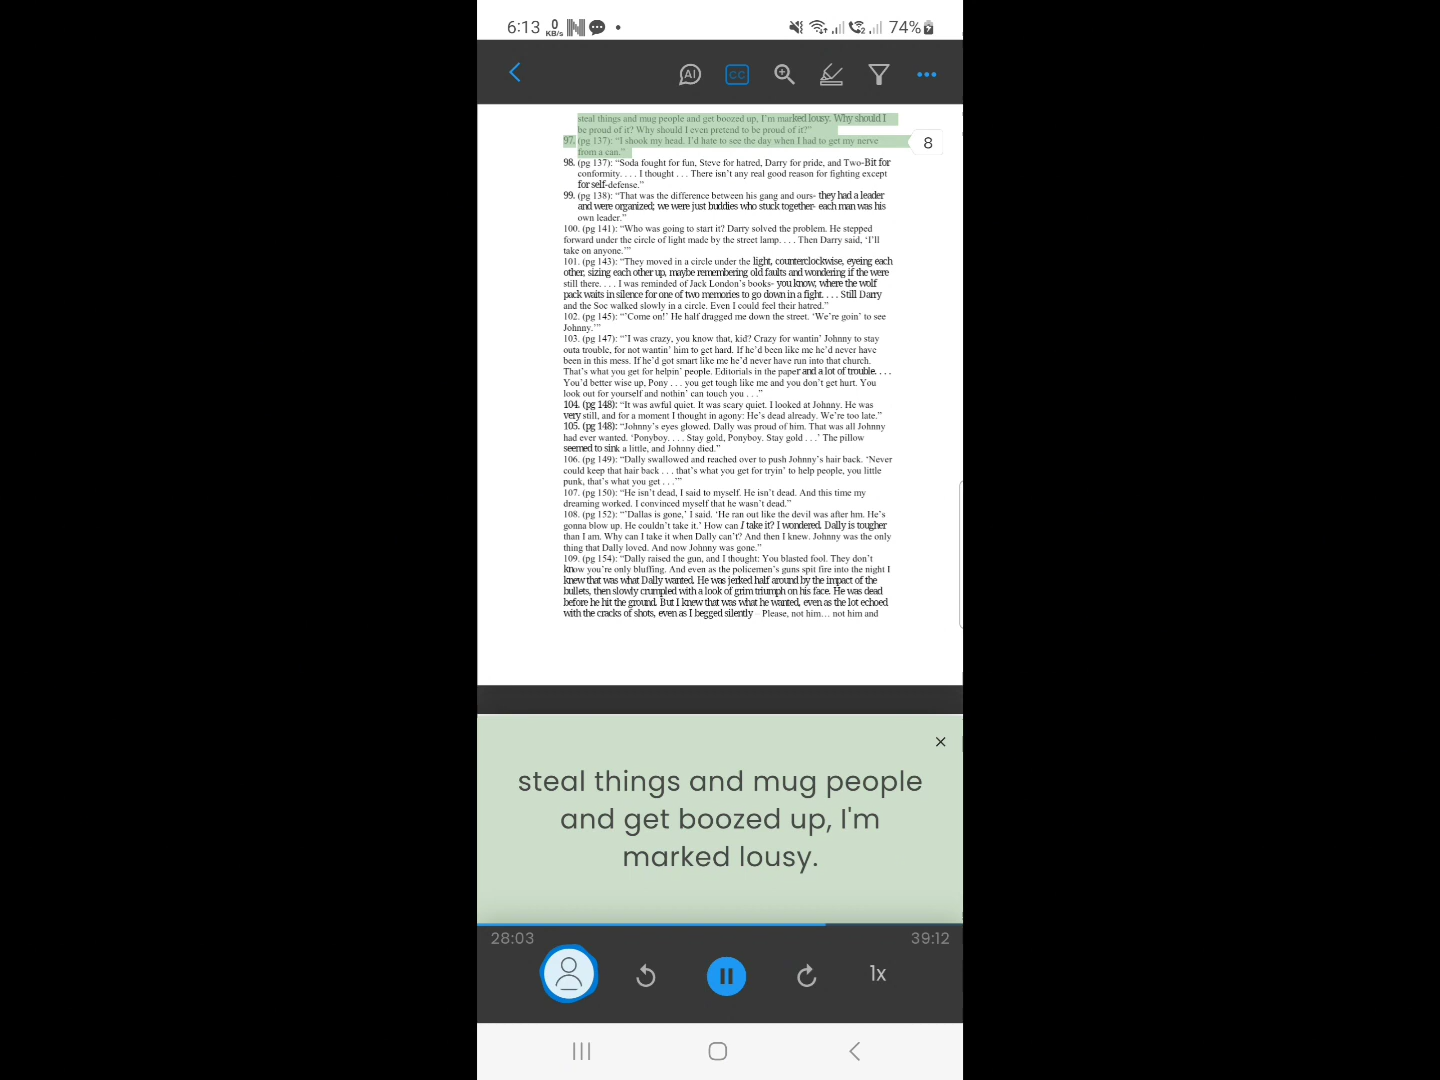 6:13 0 KB/s 74%
AI CC
steal things and mug people and get boozed up, I'm marked lousy. Why should I
be proud of it? Why should I even pretend to be proud of it?"
8
97. (pg 137): "I shook my head. I'd hate to see the day when I had to get my nerve
from a can."
98. (pg 137): "Soda fought for fun, Steve for hatred, Darry for pride, and Two-Bit for
conformity. . . . I thought . . . There isn't any real good reason for fighting except
for self-defense."
99. (pg 138): "That was the difference between his gang and ours- they had a leader
and were organized; we were just buddies who stuck together- each man was his
own leader."
100. (pg 141): "Who was going to start it? Darry solved the problem. He stepped
forward under the circle of light made by the street lamp. . . . Then Darry said, 'I'll
take on anyone.'"
101. (pg 143): "They moved in a circle under the light, counterclockwise, eyeing each
other, sizing each other up, maybe remembering old faults and wondering if the were
still there. . . . I was reminded of Jack London's books- you know, where the wolf
pack waits in silence for one of two memories to go down in a fight. . . . Still Darry
and the Soc walked slowly in a circle. Even I could feel their hatred."
102. (pg 145): "'Come on!' He half dragged me down the street. 'We're goin' to see
Johnny.'"
103. (pg 147): "'I was crazy, you know that, kid? Crazy for wantin' Johnny to stay
outa trouble, for not wantin' him to get hard. If he'd been like me he'd never have
been in this mess. If he'd got smart like me he'd never have run into that church.
That's what you get for helpin' people. Editorials in the paper and a lot of trouble. . . .
You'd better wise up, Pony . . . you get tough like me and you don't get hurt. You
look out for yourself and nothin' can touch you . . ."
104. (pg 148): "It was awful quiet. It was scary quiet. I looked at Johnny. He was
very still, and for a moment I thought in agony: He's dead already. We're too late."
105. (pg 148): "Johnny's eyes glowed. Dally was proud of him. That was all Johnny
had ever wanted. 'Ponyboy. . . . Stay gold, Ponyboy. Stay gold . . .' The pillow
seemed to sink a little, and Johnny died."
106. (pg 149): "Dally swallowed and reached over to push Johnny's hair back. 'Never
could keep that hair back . . . that's what you get for tryin' to help people, you little
punk, that's what you get . . .'"
107. (pg 150): "He isn't dead, I said to myself. He isn't dead. And this time my
dreaming worked. I convinced myself that he wasn't dead."
108. (pg 152): "'Dallas is gone,' I said. 'He ran out like the devil was after hm. He's
gonna blow up. He couldn't take it.' How can I take it? I wondered. Dally is tougher
than I am. Why can I take it when Dally can't? And then I knew. Johnny was the only
thing that Dally loved. And now Johnny was gone."
109. (pg 154): "Dally raised the gun, and I thought: You blasted fool. They don't
know you're only bluffing. And even as the policemen's guns spit fire into the night I
knew that was what Dally wanted. He was jerked half around by the impact of the
bullets, then slowly crumpled with a look of grim triumph on his face. He was dead
before he hit the ground. But I knew that was what he wanted, even as the lot echoed
with the cracks of shots, even as I begged silently – Please, not him... not him and
steal things and mug people
and get boozed up, I'm
marked lousy.
28:03 39:12
1x